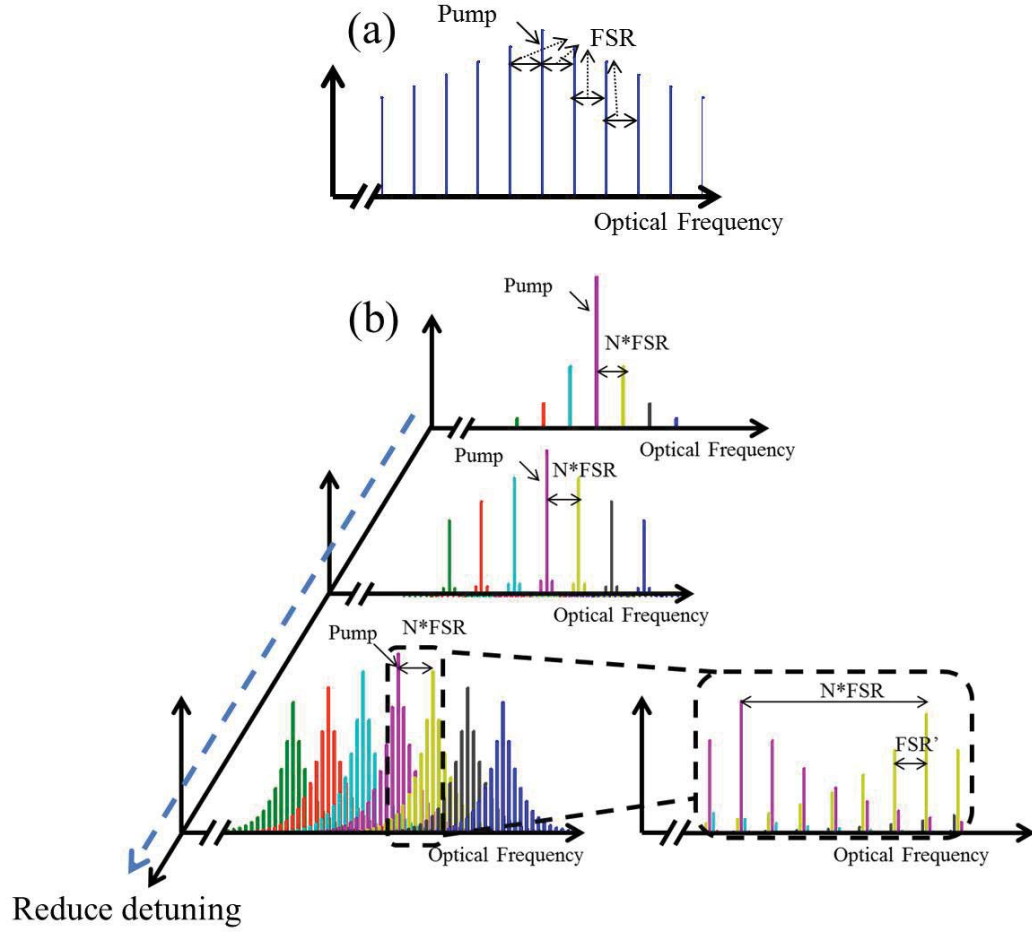 (a)
Pump
FSR
Optical Frequency
(b)
Pump
N*FSR
Optical Frequency
Pump
N*FSR
Optical Frequency
Pump
N*FSR
Optical Frequency
N*FSR
FSR’
Optical Frequency
Reduce detuning